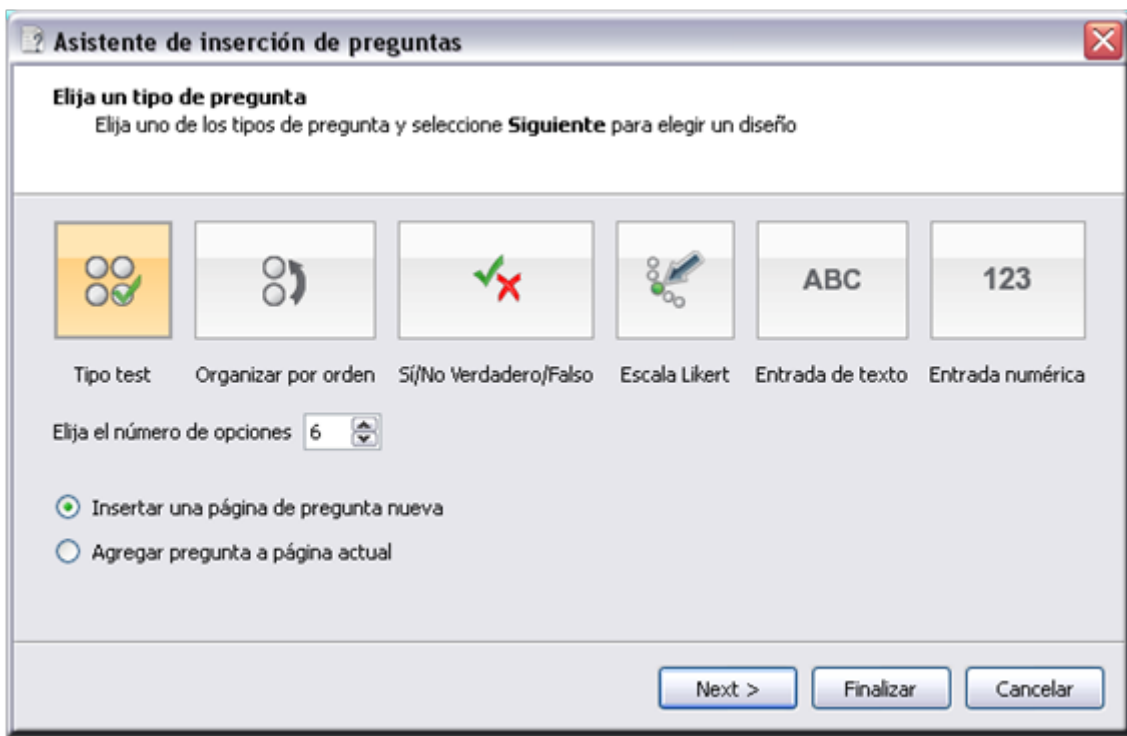 Asistente de inserción de preguntas
Elija un tipo de pregunta
Elija uno de los tipos de pregunta y seleccione Siguiente para elegir un diseño
ABC 123
Tipo test Organizar por orden Sí/No Verdadero/Falso Escala Likert Entrada de texto Entrada numérica
Elija el número de opciones 6
Insertar una página de pregunta nueva
Agregar pregunta a página actual
Next > Finalizar Cancelar